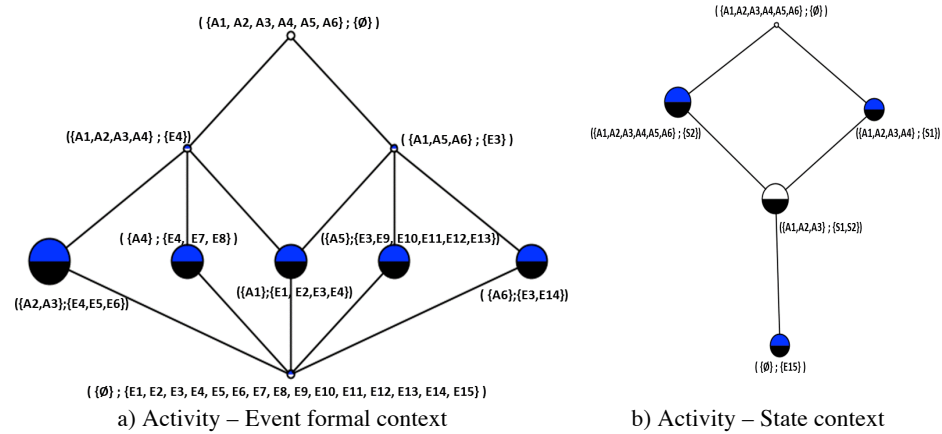 ( {A1, A2, A3, A4, A5, A6} ; {Ø} )
({A1,A2,A3,A4} ; {E4})
( {A1,A5,A6} ; {E3} )
( {A4} ; {E4, E7, E8} )
({A5};{E3,E9, E10,E11,E12,E13})
({A2,A3};{E4,E5,E6})
({A1};{E1, E2,E3,E4})
( {A6};{E3,E14})
( {Ø} ; {E1, E2, E3, E4, E5, E6, E7, E8, E9, E10, E11, E12, E13, E14, E15} )
a) Activity – Event formal context
( {A1,A2,A3,A4,A5,A6} ; {Ø} )
({A1,A2,A3,A4,A5,A6} ; {S2})
({A1,A2,A3,A4} ; {S1})
({A1,A2,A3} ; {S1,S2})
( {Ø} ; {E15} )
b) Activity – State context